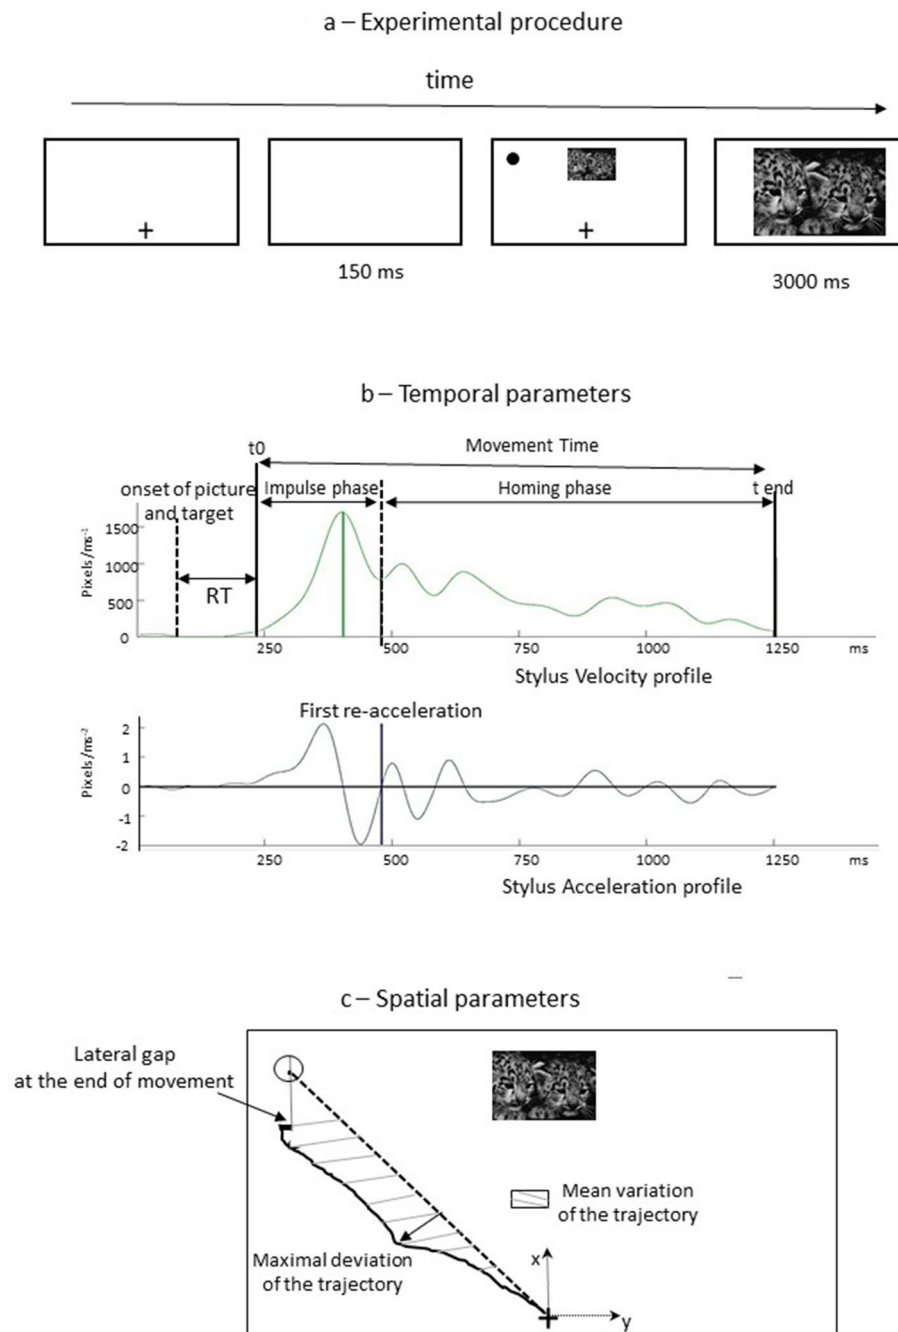 a – Experimental procedure
time
150 ms
3000 ms
b – Temporal parameters
t0
Movement Time
onset of picture
and target
Impulse phase
Homing phase
t end
Pixels/ms⁻¹
1500
1000
500
0
RT
250
500
750
1000
1250
ms
Stylus Velocity profile
First re-acceleration
Pixels/ms⁻²
2
1
0
-1
-2
250
500
750
1000
1250
ms
Stylus Acceleration profile
c – Spatial parameters
Lateral gap
at the end of movement
Mean variation
of the trajectory
Maximal deviation
of the trajectory
x
y